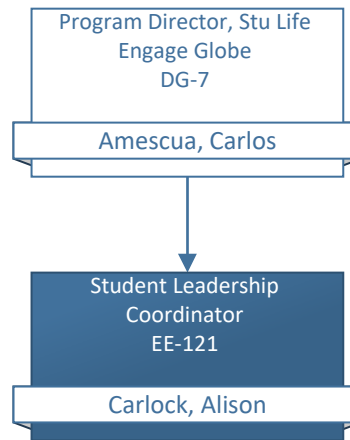 Program Director, Stu Life
Engage Globe
DG-7
Amescua, Carlos
Student Leadership
Coordinator
EE-121
Carlock, Alison